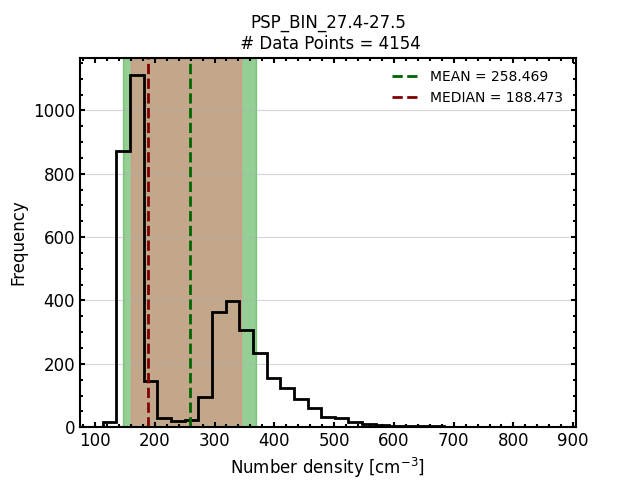 PSP_BIN_27.4-27.5
# Data Points = 4154
MEAN = 258.469
MEDIAN = 188.473
Frequency
1000
800
600
400
200
0
100 200 300 400 500 600 700 800 900
Number density [cm⁻³]